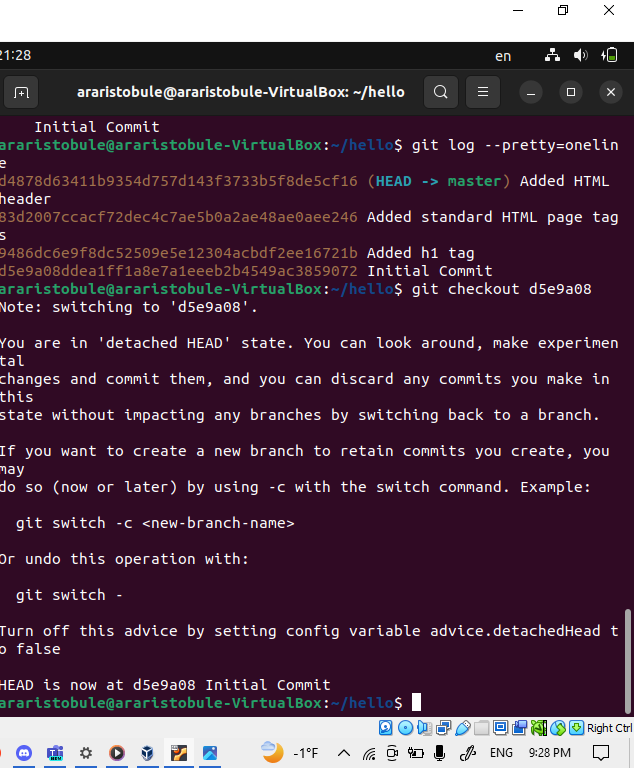 21:28
en
araristobule@araristobule-VirtualBox: ~/hello
Initial Commit
araristobule@araristobule-VirtualBox:~/hello$ git log --pretty=onelin
e
d4878d63411b9354d757d143f3733b5f8de5cf16 (HEAD -> master) Added HTML
header
83d2007ccacf72dec4c7ae5b0a2ae48ae0aee246 Added standard HTML page tag
s
9486dc6e9f8dc52509e5e12304acbdf2ee16721b Added h1 tag
d5e9a08ddea1ff1a8e7a1eeeb2b4549ac3859072 Initial Commit
araristobule@araristobule-VirtualBox:~/hello$ git checkout d5e9a08
Note: switching to 'd5e9a08'.
You are in 'detached HEAD' state. You can look around, make experimen
tal
changes and commit them, and you can discard any commits you make in
this
state without impacting any branches by switching back to a branch.
If you want to create a new branch to retain commits you create, you
may
do so (now or later) by using -c with the switch command. Example:
git switch -c <new-branch-name>
Or undo this operation with:
git switch -
Turn off this advice by setting config variable advice.detachedHead t
o false
HEAD is now at d5e9a08 Initial Commit
araristobule@araristobule-VirtualBox:~/hello$
Right Ctrl
-1°F
ENG
9:28 PM